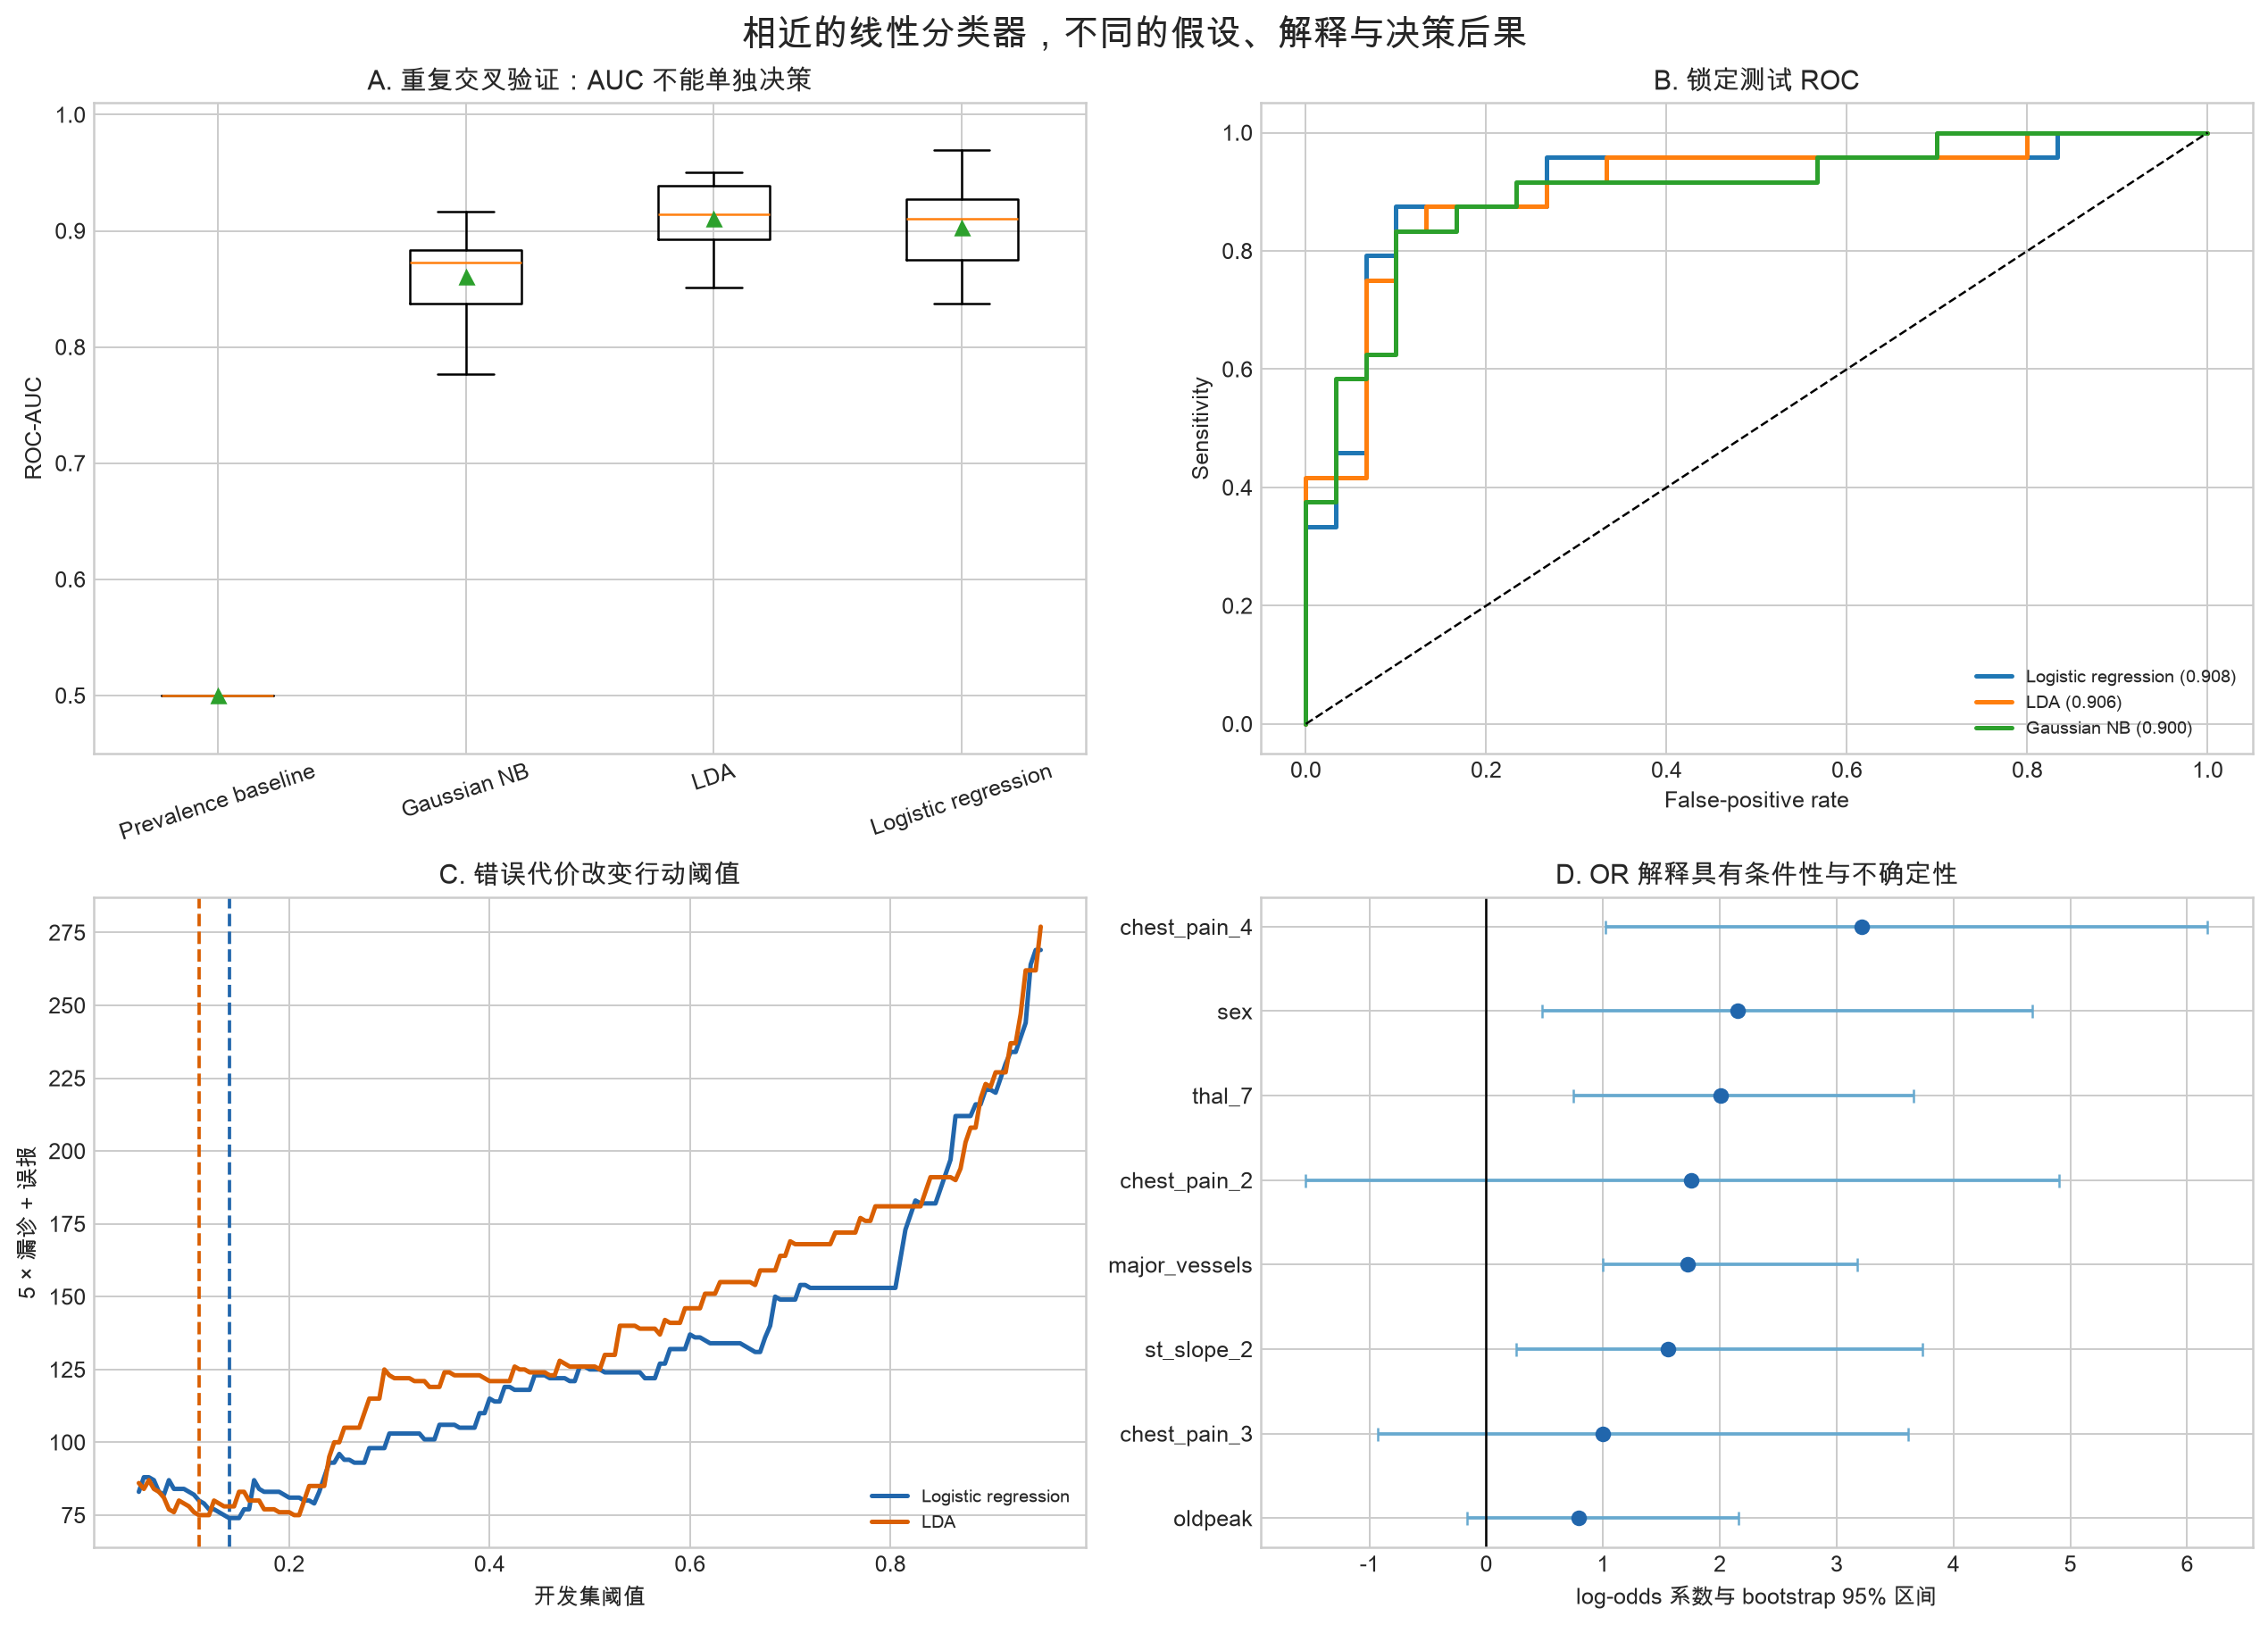 相近的线性分类器，不同的假设、解释与决策后果
A. 重复交叉验证：AUC 不能单独决策
1.0
0.9
0.8
0.7
0.6
0.5
ROC-AUC
Prevalence baseline
Gaussian NB
LDA
Logistic regression
B. 锁定测试 ROC
1.0
0.8
0.6
0.4
0.2
0.0
Sensitivity
Logistic regression (0.908)
LDA (0.906)
Gaussian NB (0.900)
0.0
0.2
0.4
0.6
0.8
1.0
False-positive rate
C. 错误代价改变行动阈值
275
250
225
200
175
150
125
100
75
5 × 漏诊 + 误报
Logistic regression
LDA
0.2
0.4
0.6
0.8
开发集阈值
D. OR 解释具有条件性与不确定性
chest_pain_4
sex
thal_7
chest_pain_2
major_vessels
st_slope_2
chest_pain_3
oldpeak
-1
0
1
2
3
4
5
6
log-odds 系数与 bootstrap 95% 区间